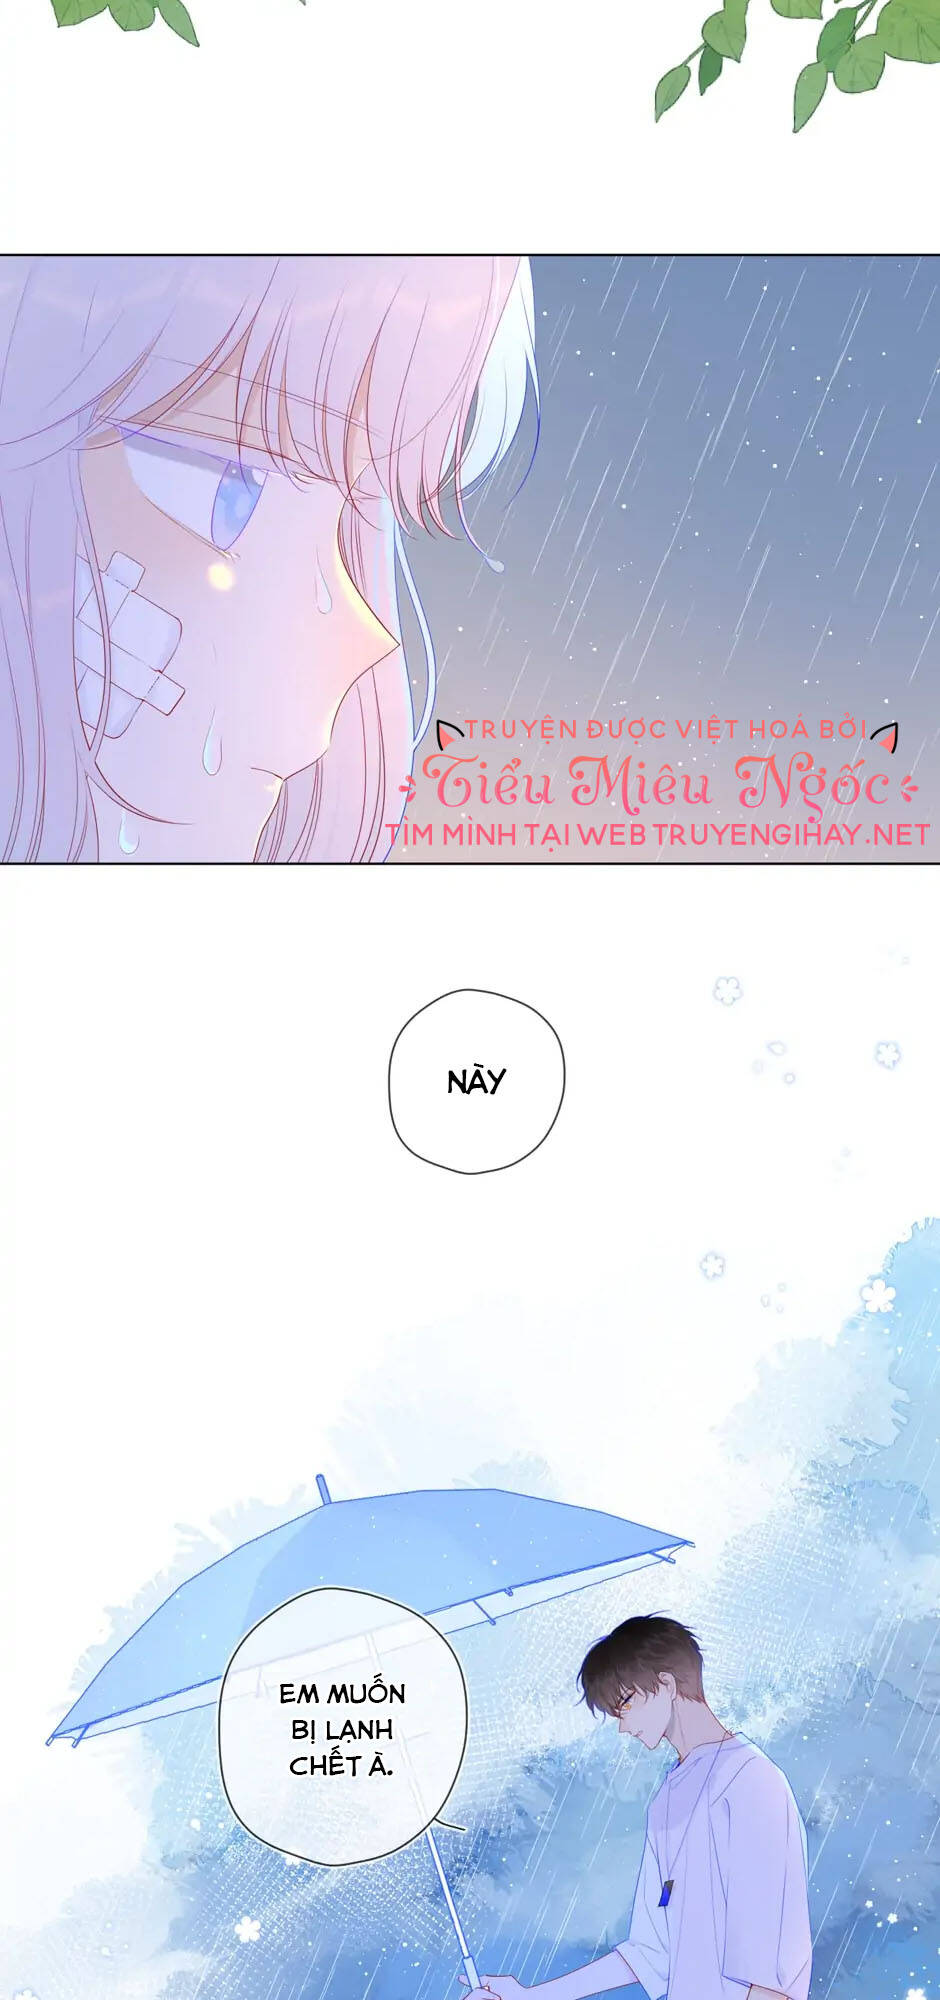 TRUYỆN ĐƯỢC VIỆT HOÁ BỞI
Tiểu Miêu Ngốc
TÌM MÌNH TẠI WEB TRUYENGIHAY.NET
NÀY
EM MUỐN
BỊ LẠNH
CHẾT À.